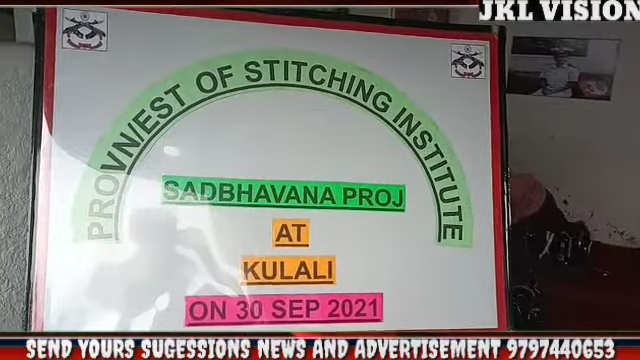 JKL VISION
PROVN/EST OF STITCHING INSTITUTE
SADBHAVANA PROJ
AT
KULALI
ON 30 SEP 2021
SEND YOURS SUGESSIONS NEWS AND ADVERTISEMENT 9797440653